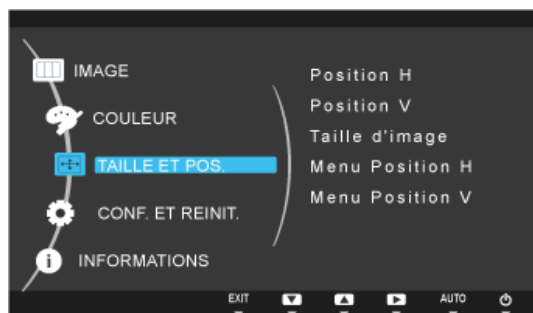 IMAGE
COULEUR
TAILLE ET POS.
CONF. ET REINIT.
INFORMATIONS
Position H
Position V
Taille d'image
Menu Position H
Menu Position V
EXIT
AUTO